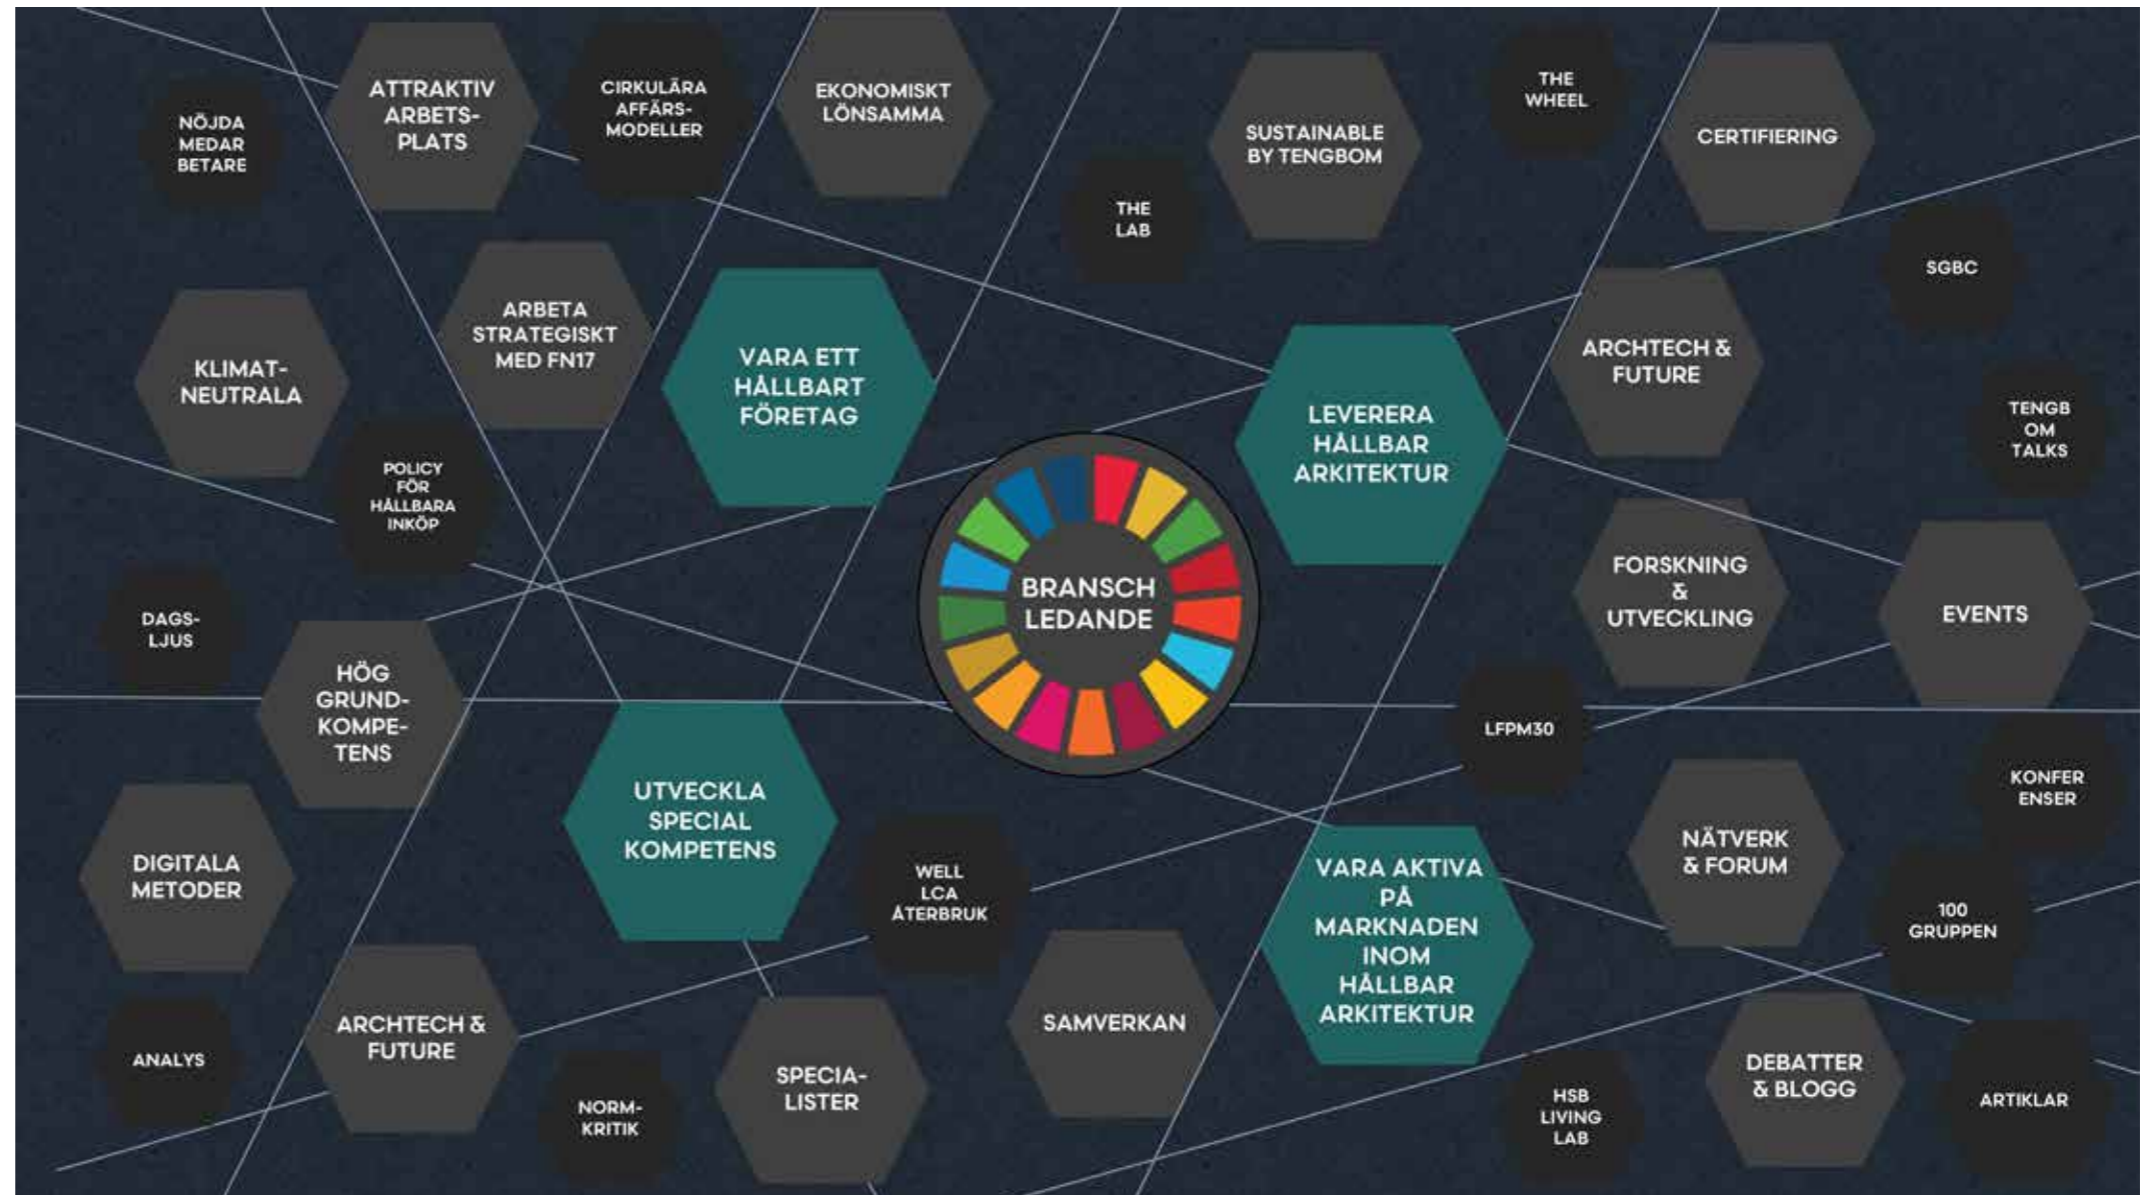 NÖJDA
MEDAR
BETARE
ATTRAKTIV
ARBETS-
PLATS
CIRKULÄRA
AFFÄRS-
MODELLER
EKONOMISKT
LÖNSAMMA
THE
LAB
SUSTAINABLE
BY TENGBOM
THE
WHEEL
CERTIFIERING
SGBC
KLIMAT-
NEUTRALA
ARBETA
STRATEGISKT
MED FN17
VARA ETT
HÅLLBART
FÖRETAG
LEVERERA
HÅLLBAR
ARKITEKTUR
ARCHTECH &
FUTURE
TENGB
OM
TALKS
POLICY
FÖR
HÅLLBARA
INKÖP
BRANSCH
LEDANDE
FORSKNING
&
UTVECKLING
EVENTS
DAGS-
LJUS
HÖG
GRUND-
KOMPE-
TENS
LFPM30
KONFER
ENSER
DIGITALA
METODER
UTVECKLA
SPECIAL
KOMPETENS
WELL
LCA
ÅTERBRUK
VARA AKTIVA
PÅ
MARKNADEN
INOM
HÅLLBAR
ARKITEKTUR
NÄTVERK
& FORUM
100
GRUPPEN
ANALYS
ARCHTECH &
FUTURE
NORM-
KRITIK
SPECIA-
LISTER
SAMVERKAN
HSB
LIVING
LAB
DEBATTER
& BLOGG
ARTIKLAR